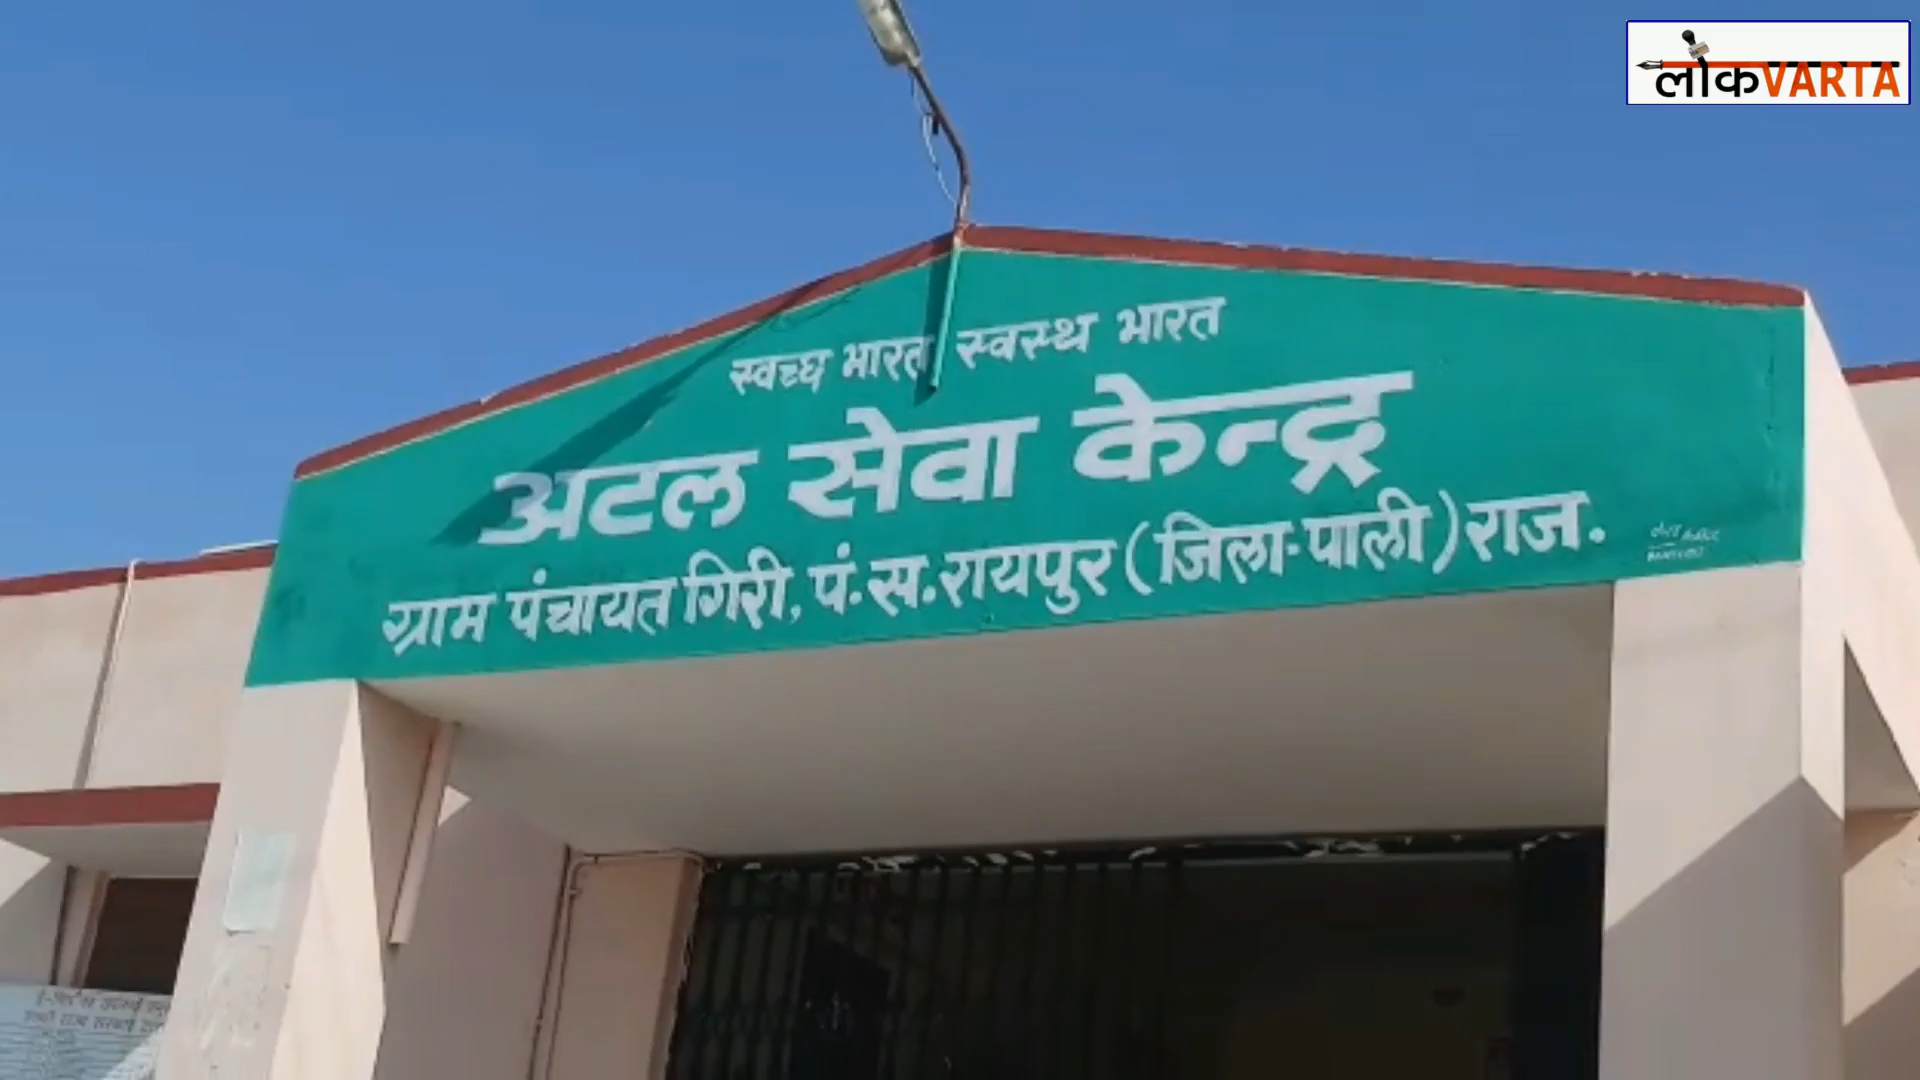 लोकVARTA
स्वच्छ भारत स्वस्थ भारत
अटल सेवा केन्द्र
ग्राम पंचायत गिरी, पं.स.रायपुर (जिला-पाली) राज.